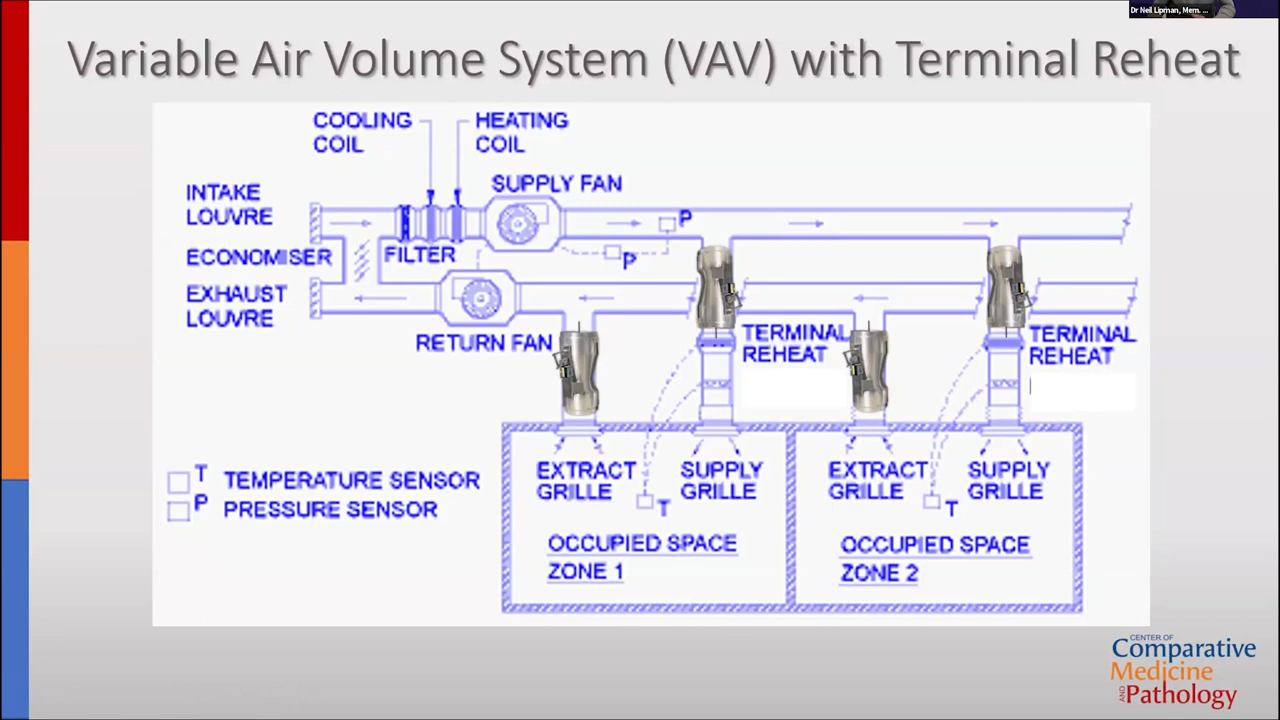 Dr Neil Lipman, Mem. ...
Variable Air Volume System (VAV) with Terminal Reheat
COOLING
COIL
HEATING
COIL
SUPPLY FAN
INTAKE
LOUVRE
P
ECONOMISER
FILTER
P
EXHAUST
LOUVRE
RETURN FAN
TERMINAL
REHEAT
TERMINAL
REHEAT
EXTRACT
GRILLE
SUPPLY
GRILLE
EXTRACT
GRILLE
SUPPLY
GRILLE
T TEMPERATURE SENSOR
P PRESSURE SENSOR
T
T
OCCUPIED SPACE
ZONE 1
OCCUPIED SPACE
ZONE 2
CENTER OF
Comparative
Medicine
AND Pathology